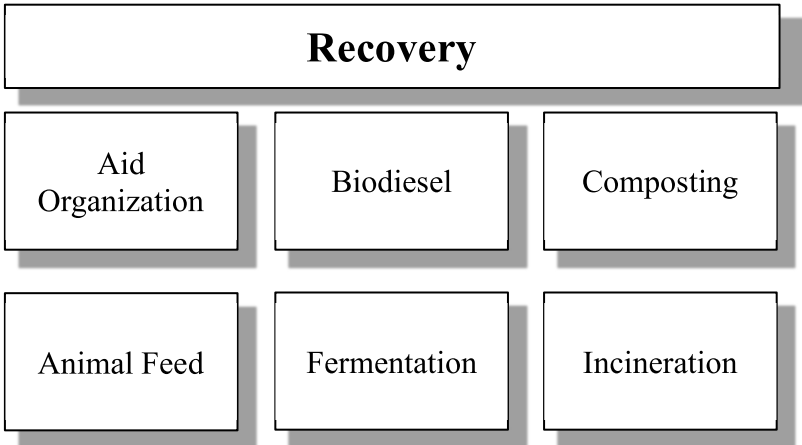 Recovery
Aid
Organization
Biodiesel
Composting
Animal Feed
Fermentation
Incineration